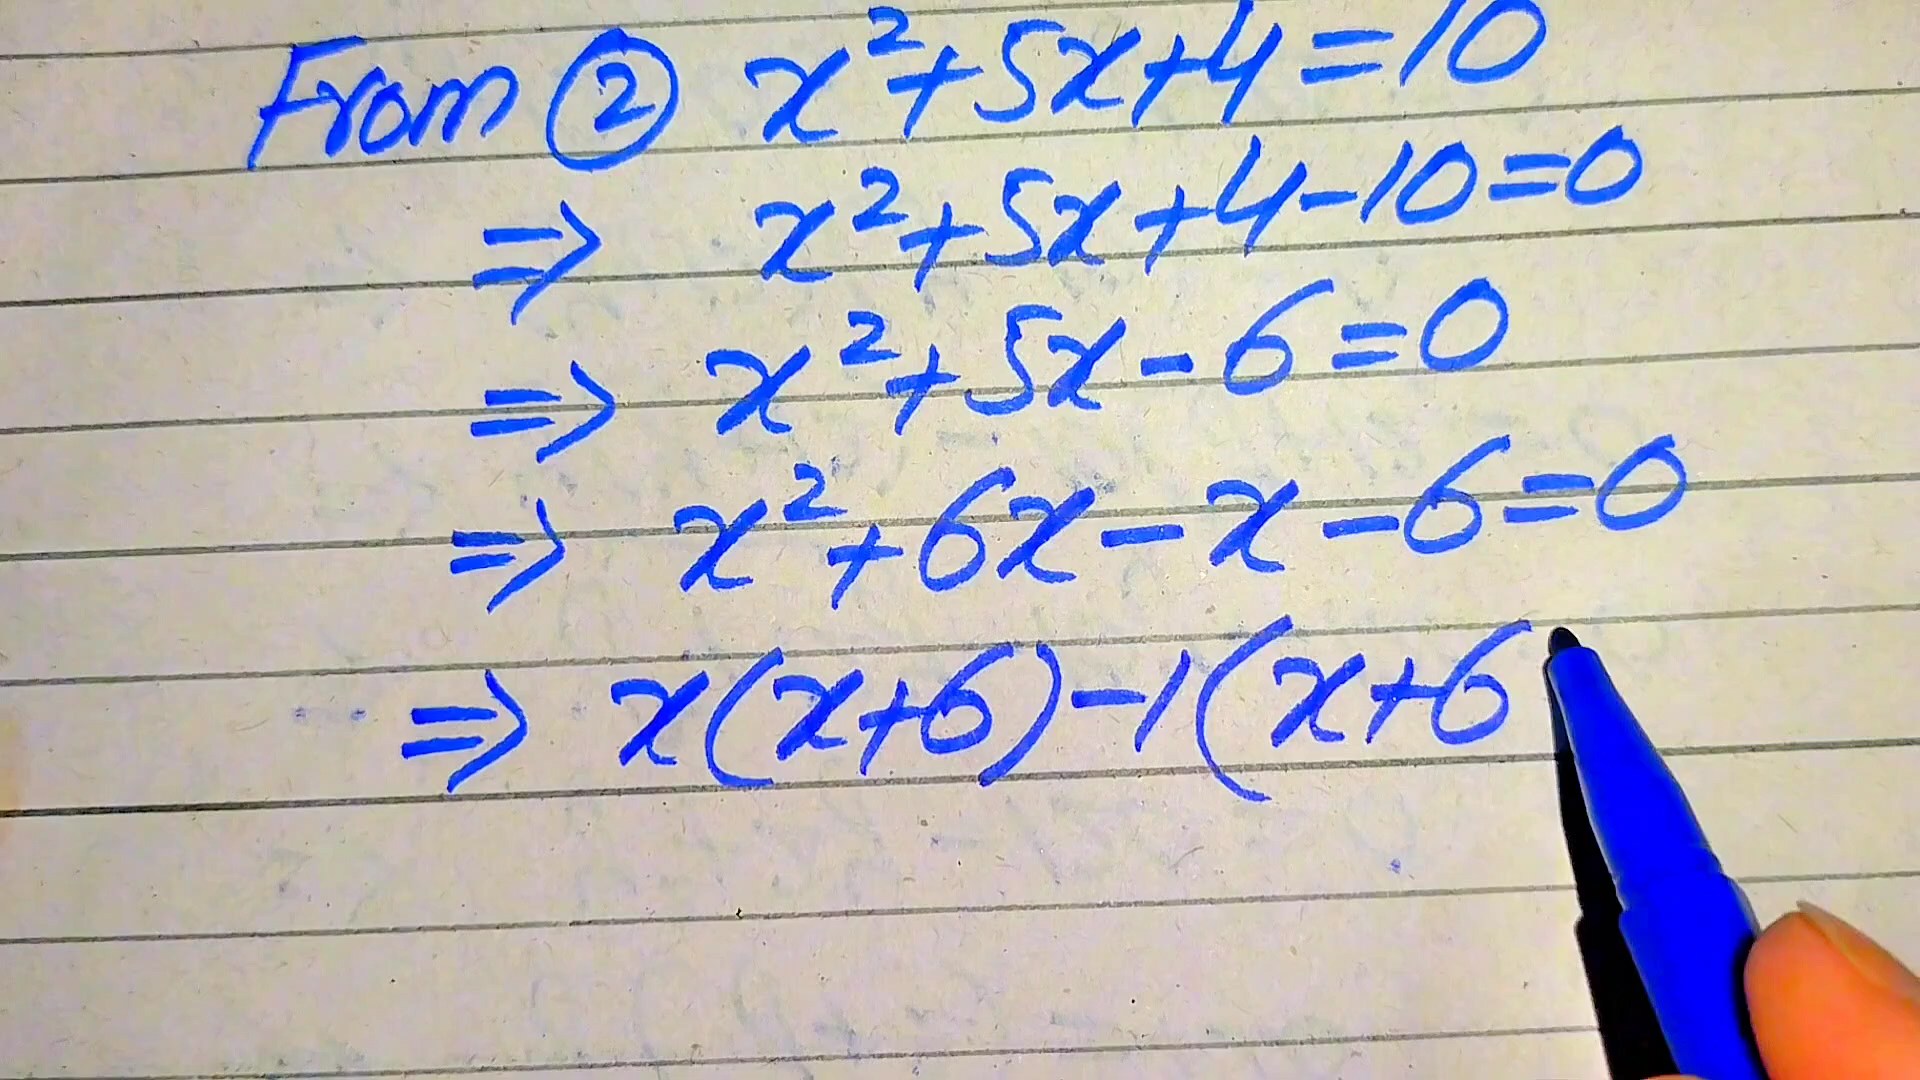 From ② x²+5x+4=10
⇒ x²+5x+4-10=0
⇒ x²+5x-6=0
⇒ x²+6x-x-6=0
⇒ x(x+6)-1(x+6